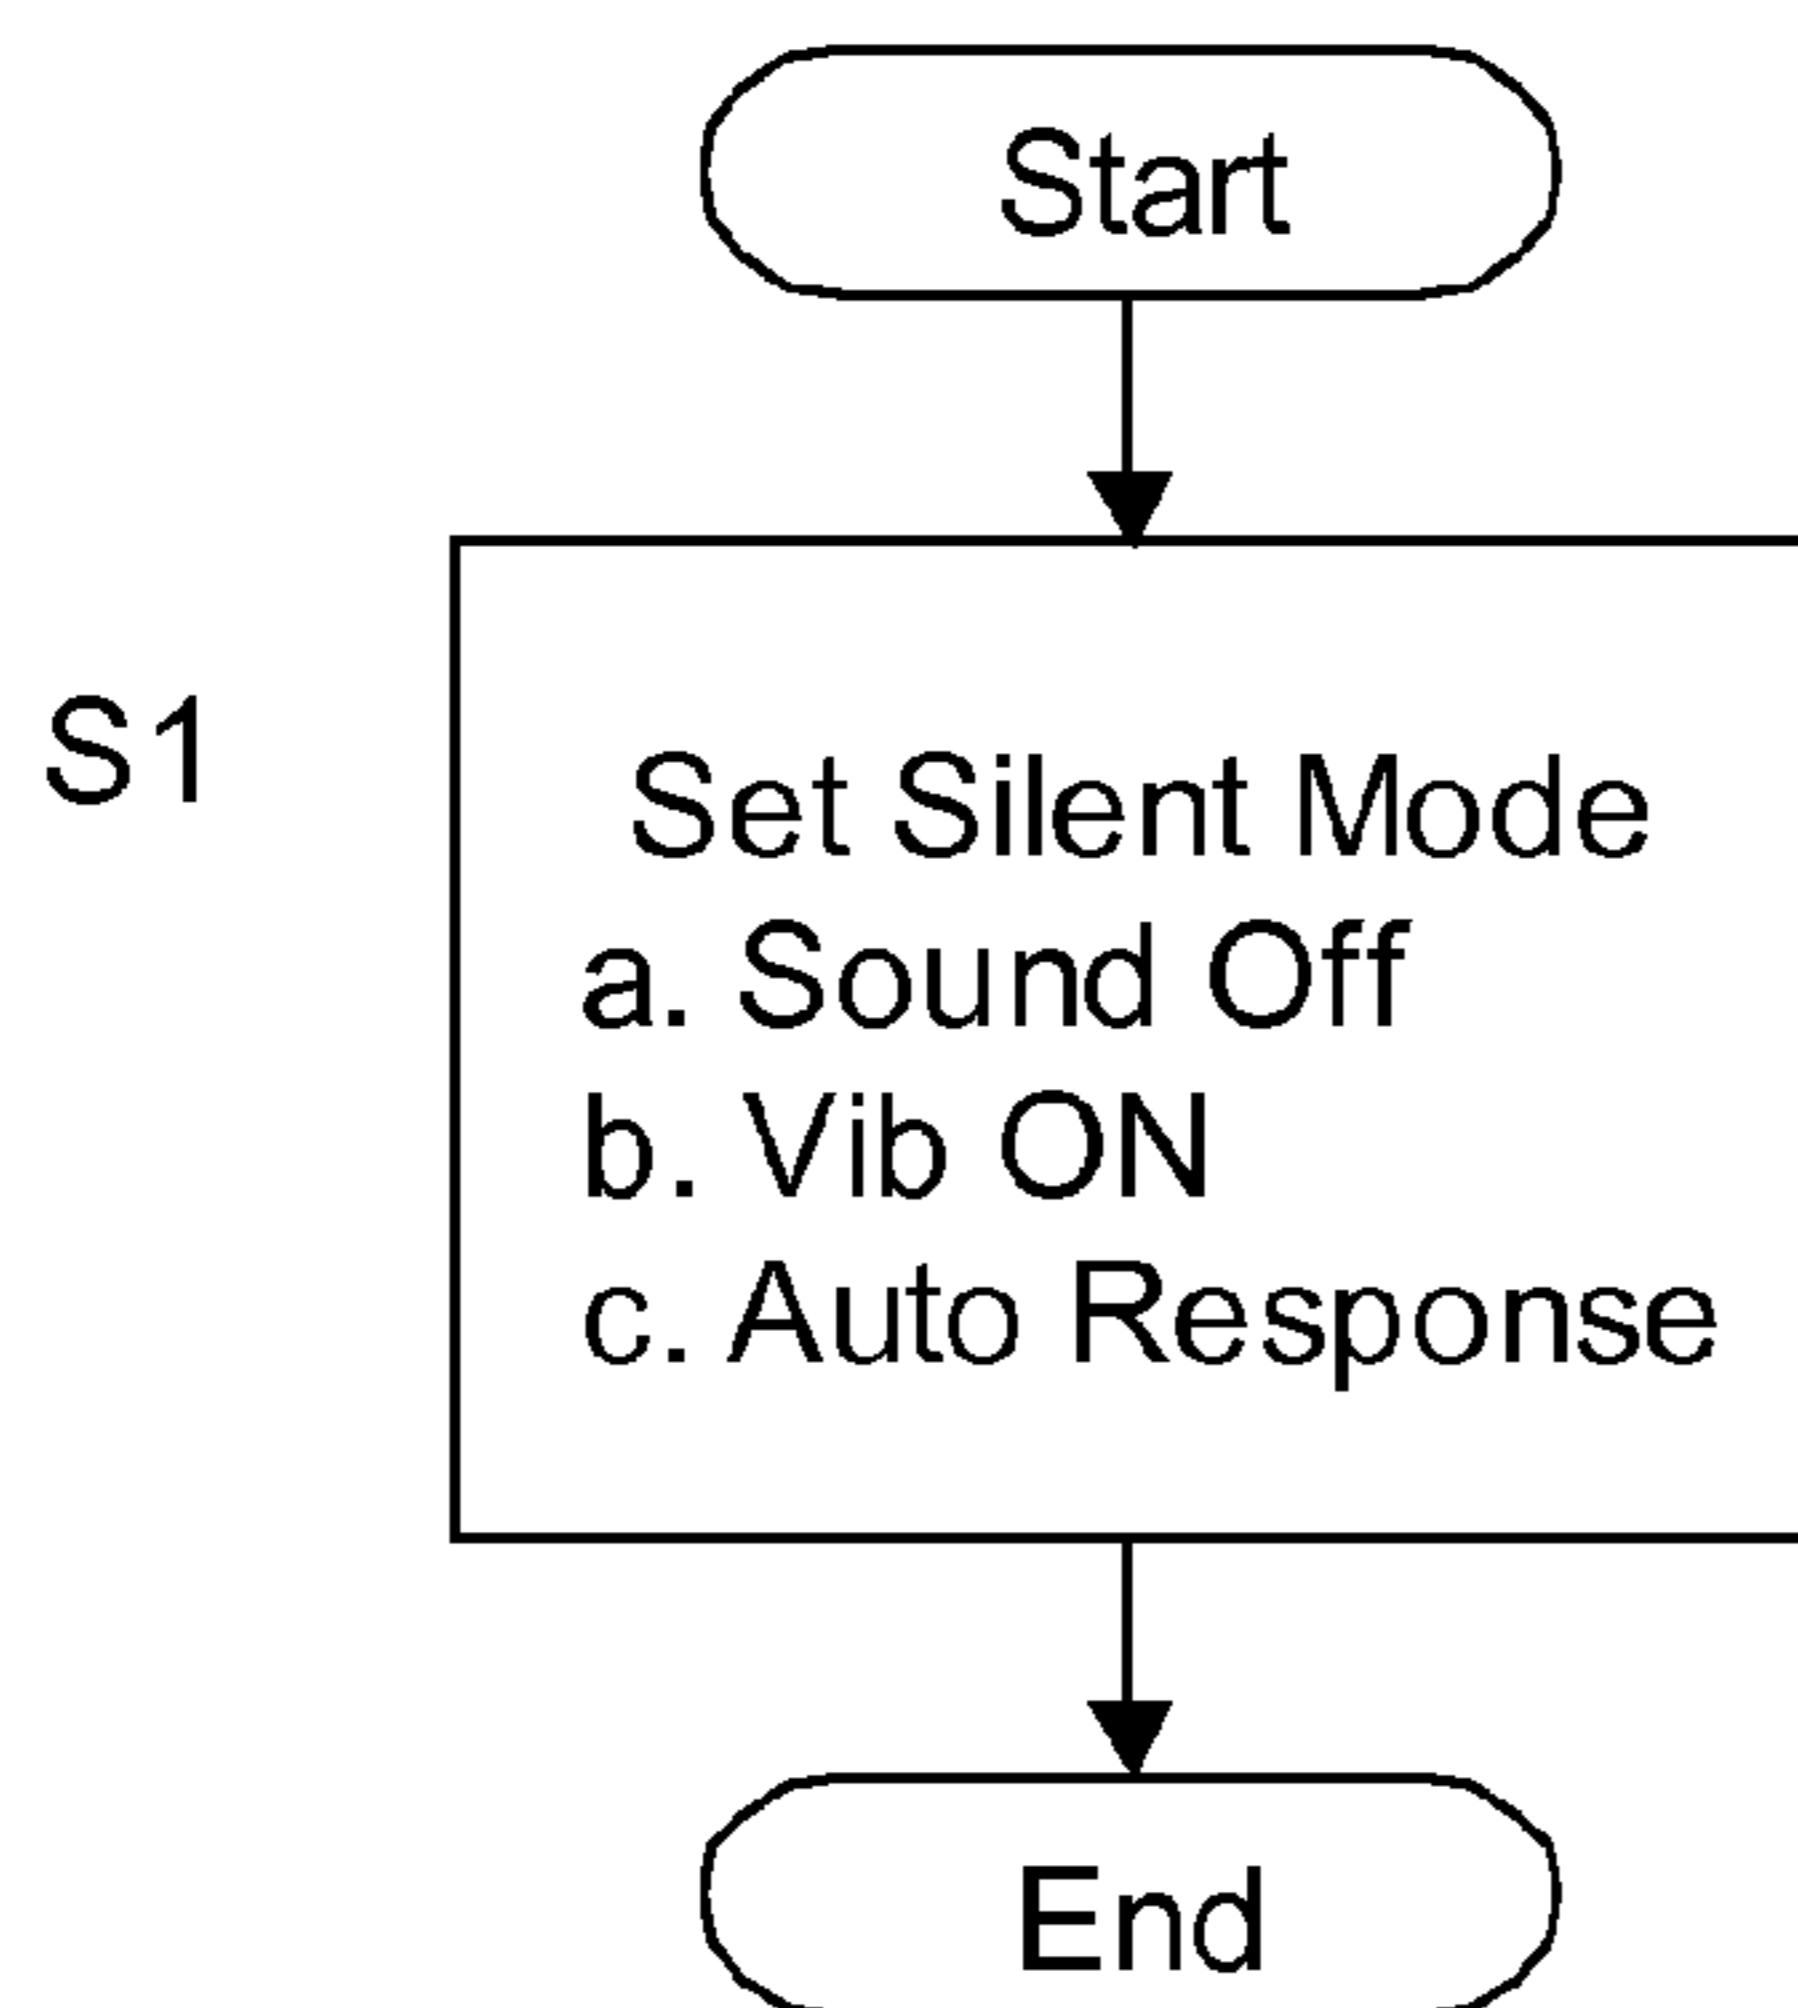 Start
S1
Set Silent Mode
a. Sound Off
b. Vib ON
c. Auto Response
End